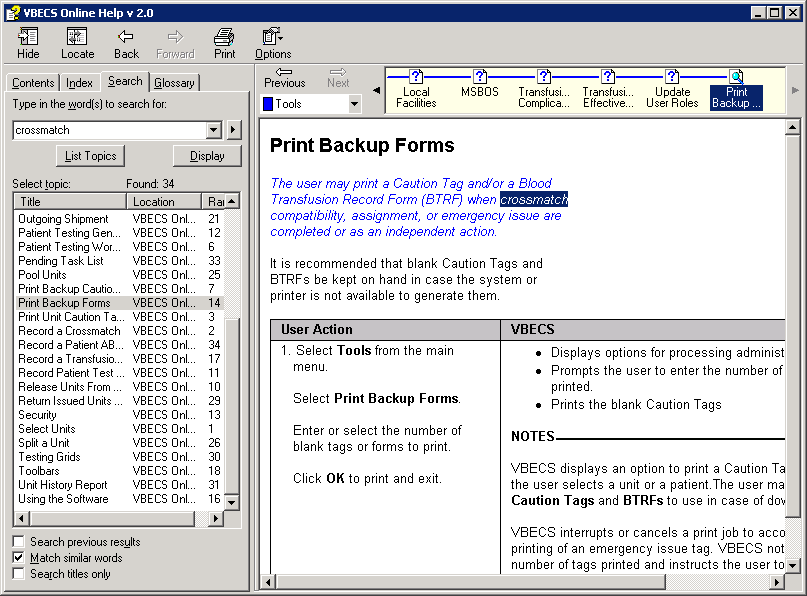 VBECS Online Help v 2.0
Hide Locate Back Forward Print Options
Contents Index Search Glossary
Type in the word(s) to search for:
crossmatch
List Topics Display
Select topic: Found: 34
Title Location Ra
Outgoing Shipment VBECS Onl... 21
Patient Testing Gen... VBECS Onl... 12
Patient Testing Wor... VBECS Onl... 6
Pending Task List VBECS Onl... 33
Pool Units VBECS Onl... 25
Print Backup Cautio... VBECS Onl... 7
Print Backup Forms VBECS Onl... 14
Print Unit Caution Ta... VBECS Onl... 3
Record a Crossmatch VBECS Onl... 2
Record a Patient AB... VBECS Onl... 34
Record a Transfusio... VBECS Onl... 17
Record Patient Test ... VBECS Onl... 11
Release Units From ... VBECS Onl... 10
Return Issued Units ... VBECS Onl... 29
Security VBECS Onl... 13
Select Units VBECS Onl... 1
Split a Unit VBECS Onl... 26
Testing Grids VBECS Onl... 30
Toolbars VBECS Onl... 18
Unit History Report VBECS Onl... 31
Using the Software VBECS Onl... 16
Search previous results
Match similar words
Search titles only
Previous Next
Tools
Local Facilities
MSBOS
Transfusi... Complica...
Transfusi... Effective...
Update User Roles
Print Backup ...
Print Backup Forms
The user may print a Caution Tag and/or a Blood
Transfusion Record Form (BTRF) when crossmatch
compatibility, assignment, or emergency issue are
completed or as an independent action.
It is recommended that blank Caution Tags and
BTRFs be kept on hand in case the system or
printer is not available to generate them.
User Action VBECS
1. Select Tools from the main
menu.
Select Print Backup Forms.
Enter or select the number of
blank tags or forms to print.
Click OK to print and exit.
• Displays options for processing administ
• Prompts the user to enter the number of
printed.
• Prints the blank Caution Tags
NOTES
VBECS displays an option to print a Caution Ta
the user selects a unit or a patient.The user ma
Caution Tags and BTRFs to use in case of dow
VBECS interrupts or cancels a print job to acco
printing of an emergency issue tag. VBECS not
number of tags printed and instructs the user to